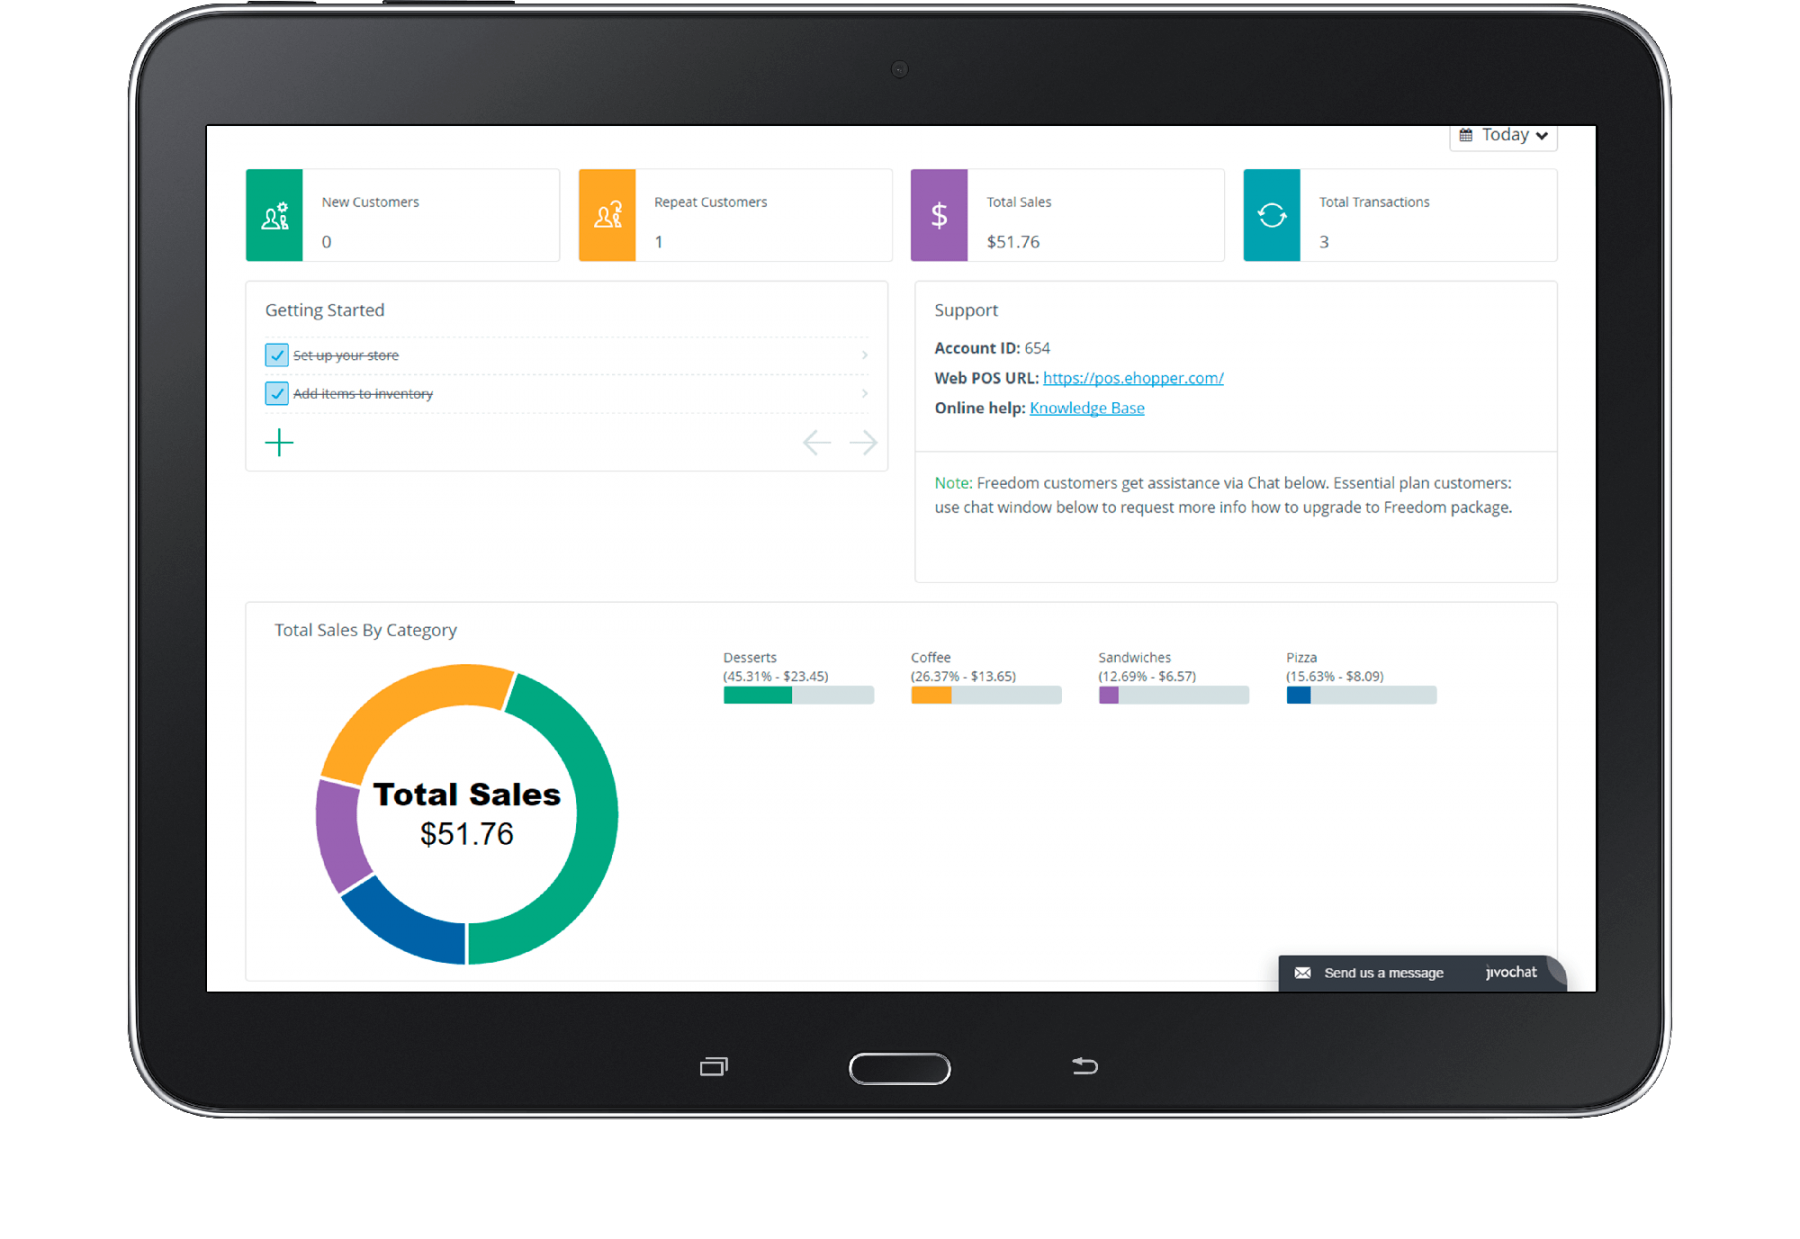 Today
New Customers
0
Repeat Customers
1
Total Sales
$51.76
Total Transactions
3
Getting Started
Set up your store
Add items to inventory
Support
Account ID: 654
Web POS URL: https://pos.ehopper.com/
Online help: Knowledge Base
Note: Freedom customers get assistance via Chat below. Essential plan customers:
use chat window below to request more info how to upgrade to Freedom package.
Total Sales By Category
Desserts
(45.31% - $23.45)
Coffee
(26.37% - $13.65)
Sandwiches
(12.69% - $6.57)
Pizza
(15.63% - $8.09)
Total Sales
$51.76
Send us a message jivochat